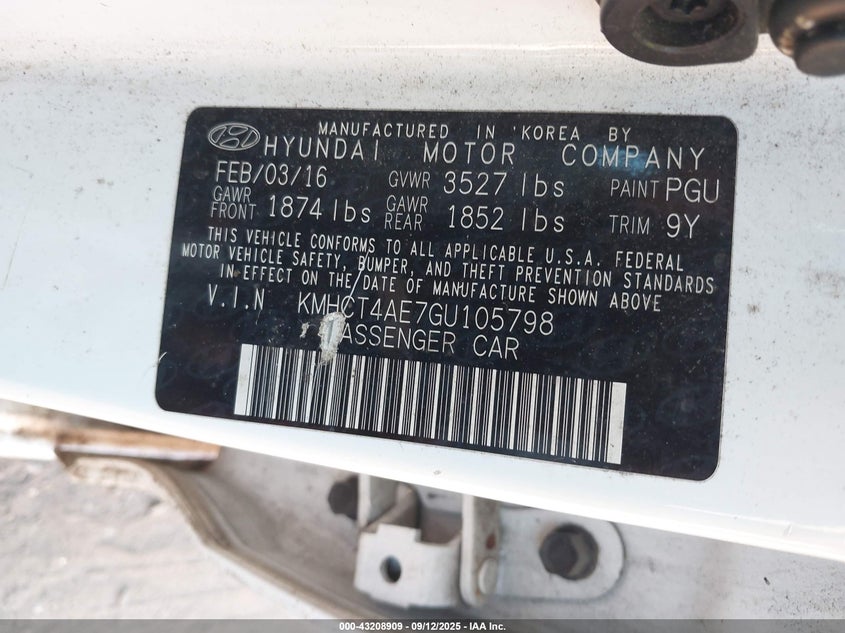 MANUFACTURED IN KOREA BY
HYUNDAI MOTOR COMPANY
FEB/03/16 GVWR 3527 lbs PAINT PGU
GAWR FRONT 1874 lbs GAWR REAR 1852 lbs TRIM 9Y
THIS VEHICLE CONFORMS TO ALL APPLICABLE U.S.A. FEDERAL
MOTOR VEHICLE SAFETY, BUMPER, AND THEFT PREVENTION STANDARDS
IN EFFECT ON THE DATE OF MANUFACTURE SHOWN ABOVE
V.I.N KMHCT4AE7GU105798
PASSENGER CAR
000-43208909 - 09/12/2025 - IAA Inc.